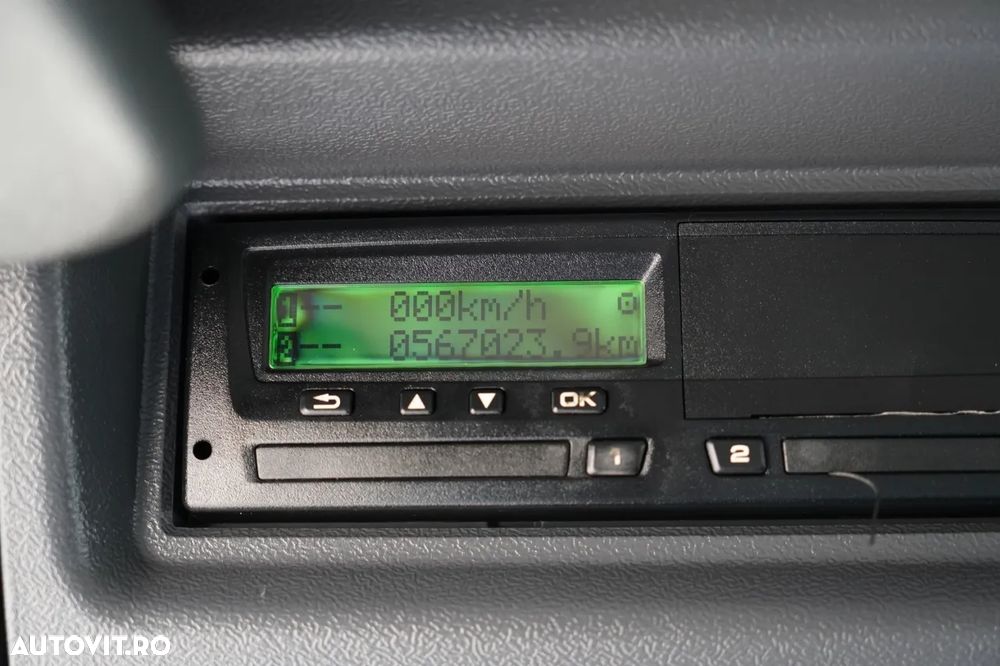 1 -- 000km/h
2 -- 0567023.9km
OK
1 2
AUTOVIT.RO